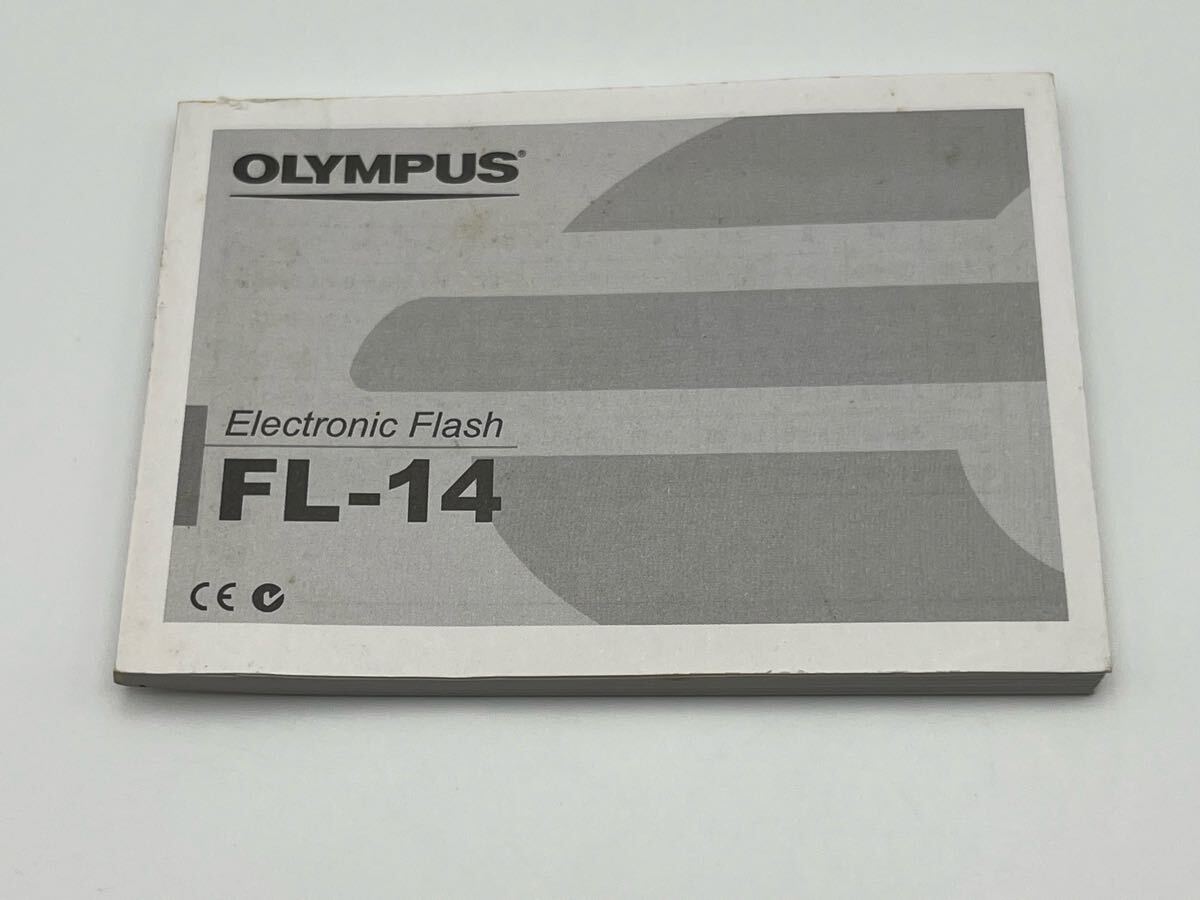 OLYMPUS®
Electronic Flash
FL-14
CE